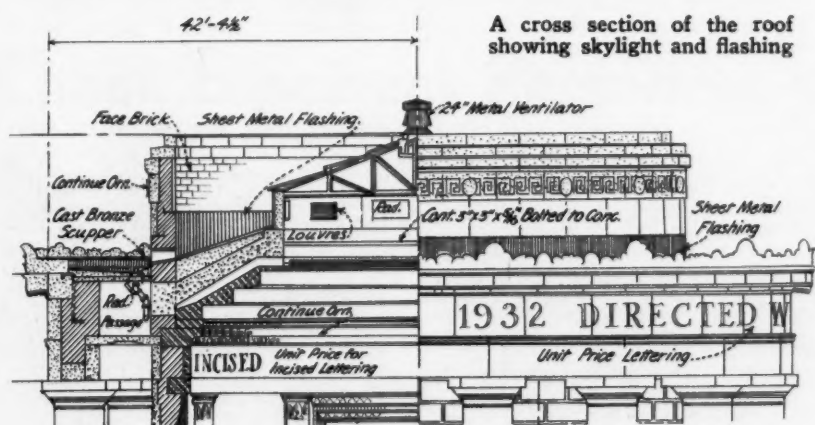 42'-4½"
A cross section of the roof
showing skylight and flashing
24" Metal Ventilator
Face Brick
Sheet Metal Flashing
Continue Orn.
Cast Bronze
Scupper
Louvres
Rad.
Cont. 5"x5"x5/16" Bolted to Conc.
Sheet Metal
Flashing
Rad.
Passage
Continue Orn.
1932 DIRECTED W
INCISED
Unit Price for
Incised Lettering
Unit Price Lettering